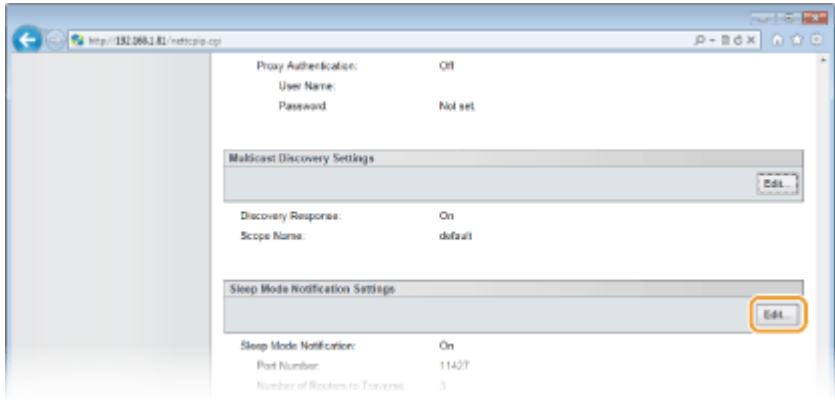 http://192.168.1.81/nettcpip.cgi
Proxy Authentication: Off
User Name:
Password: Not set.
Multicast Discovery Settings
Edit...
Discovery Response: On
Scope Name: default
Sleep Mode Notification Settings
Edit...
Sleep Mode Notification: On
Port Number: 11427
Number of Routers to Traverse: 3